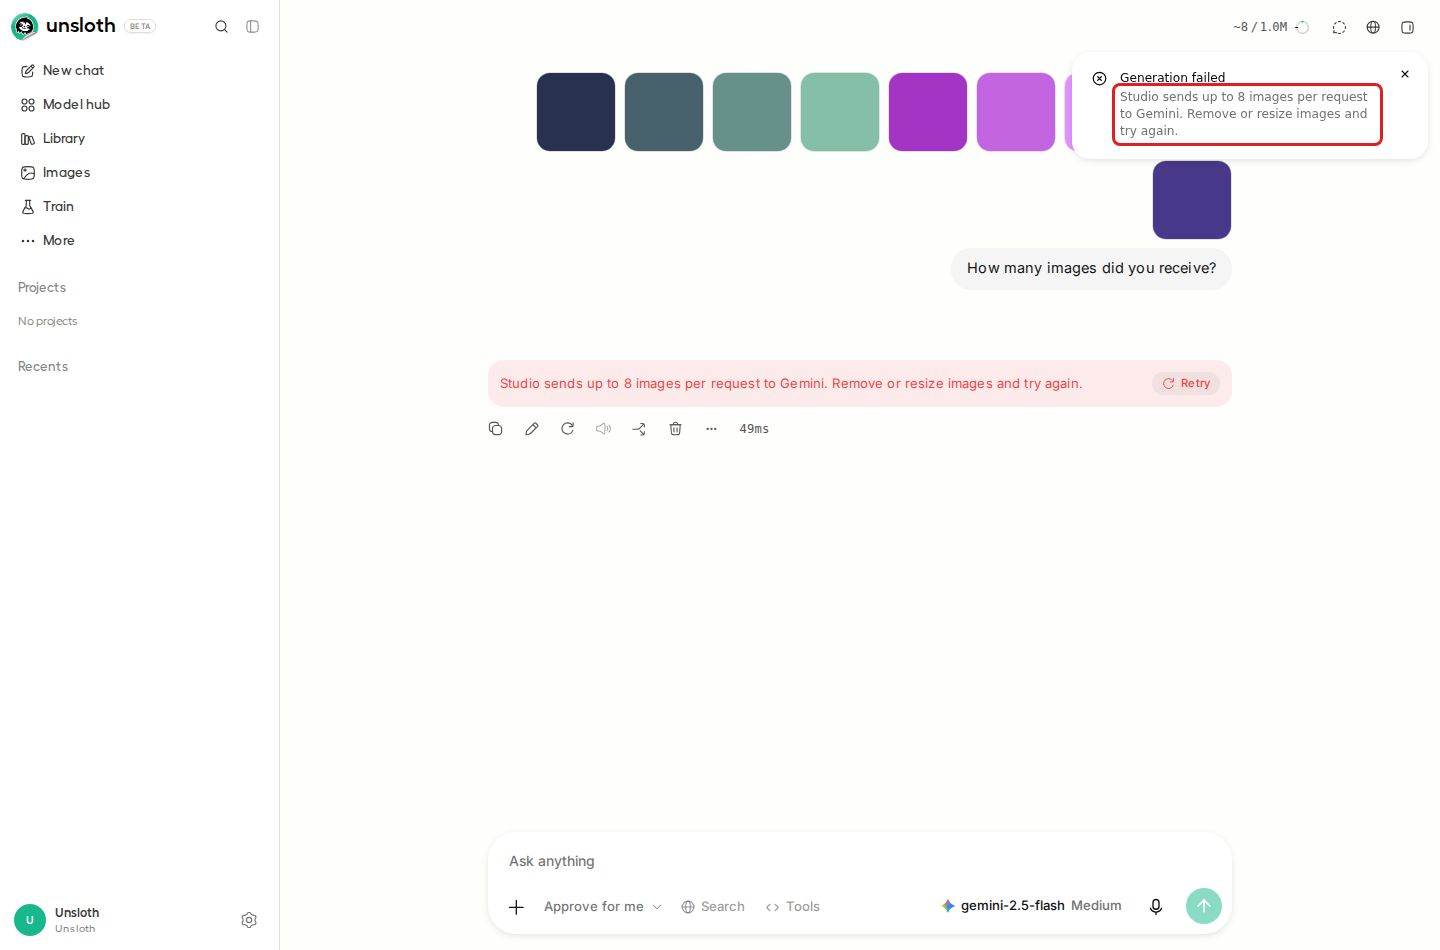 unsloth BETA
~8 / 1.0M
New chat
Model hub
Library
Images
Train
More
Projects
No projects
Recents
Generation failed
Studio sends up to 8 images per request
to Gemini. Remove or resize images and
try again.
How many images did you receive?
Studio sends up to 8 images per request to Gemini. Remove or resize images and try again.
Retry
49ms
Ask anything
Approve for me
Search
Tools
gemini-2.5-flash Medium
U
Unsloth
Unsloth